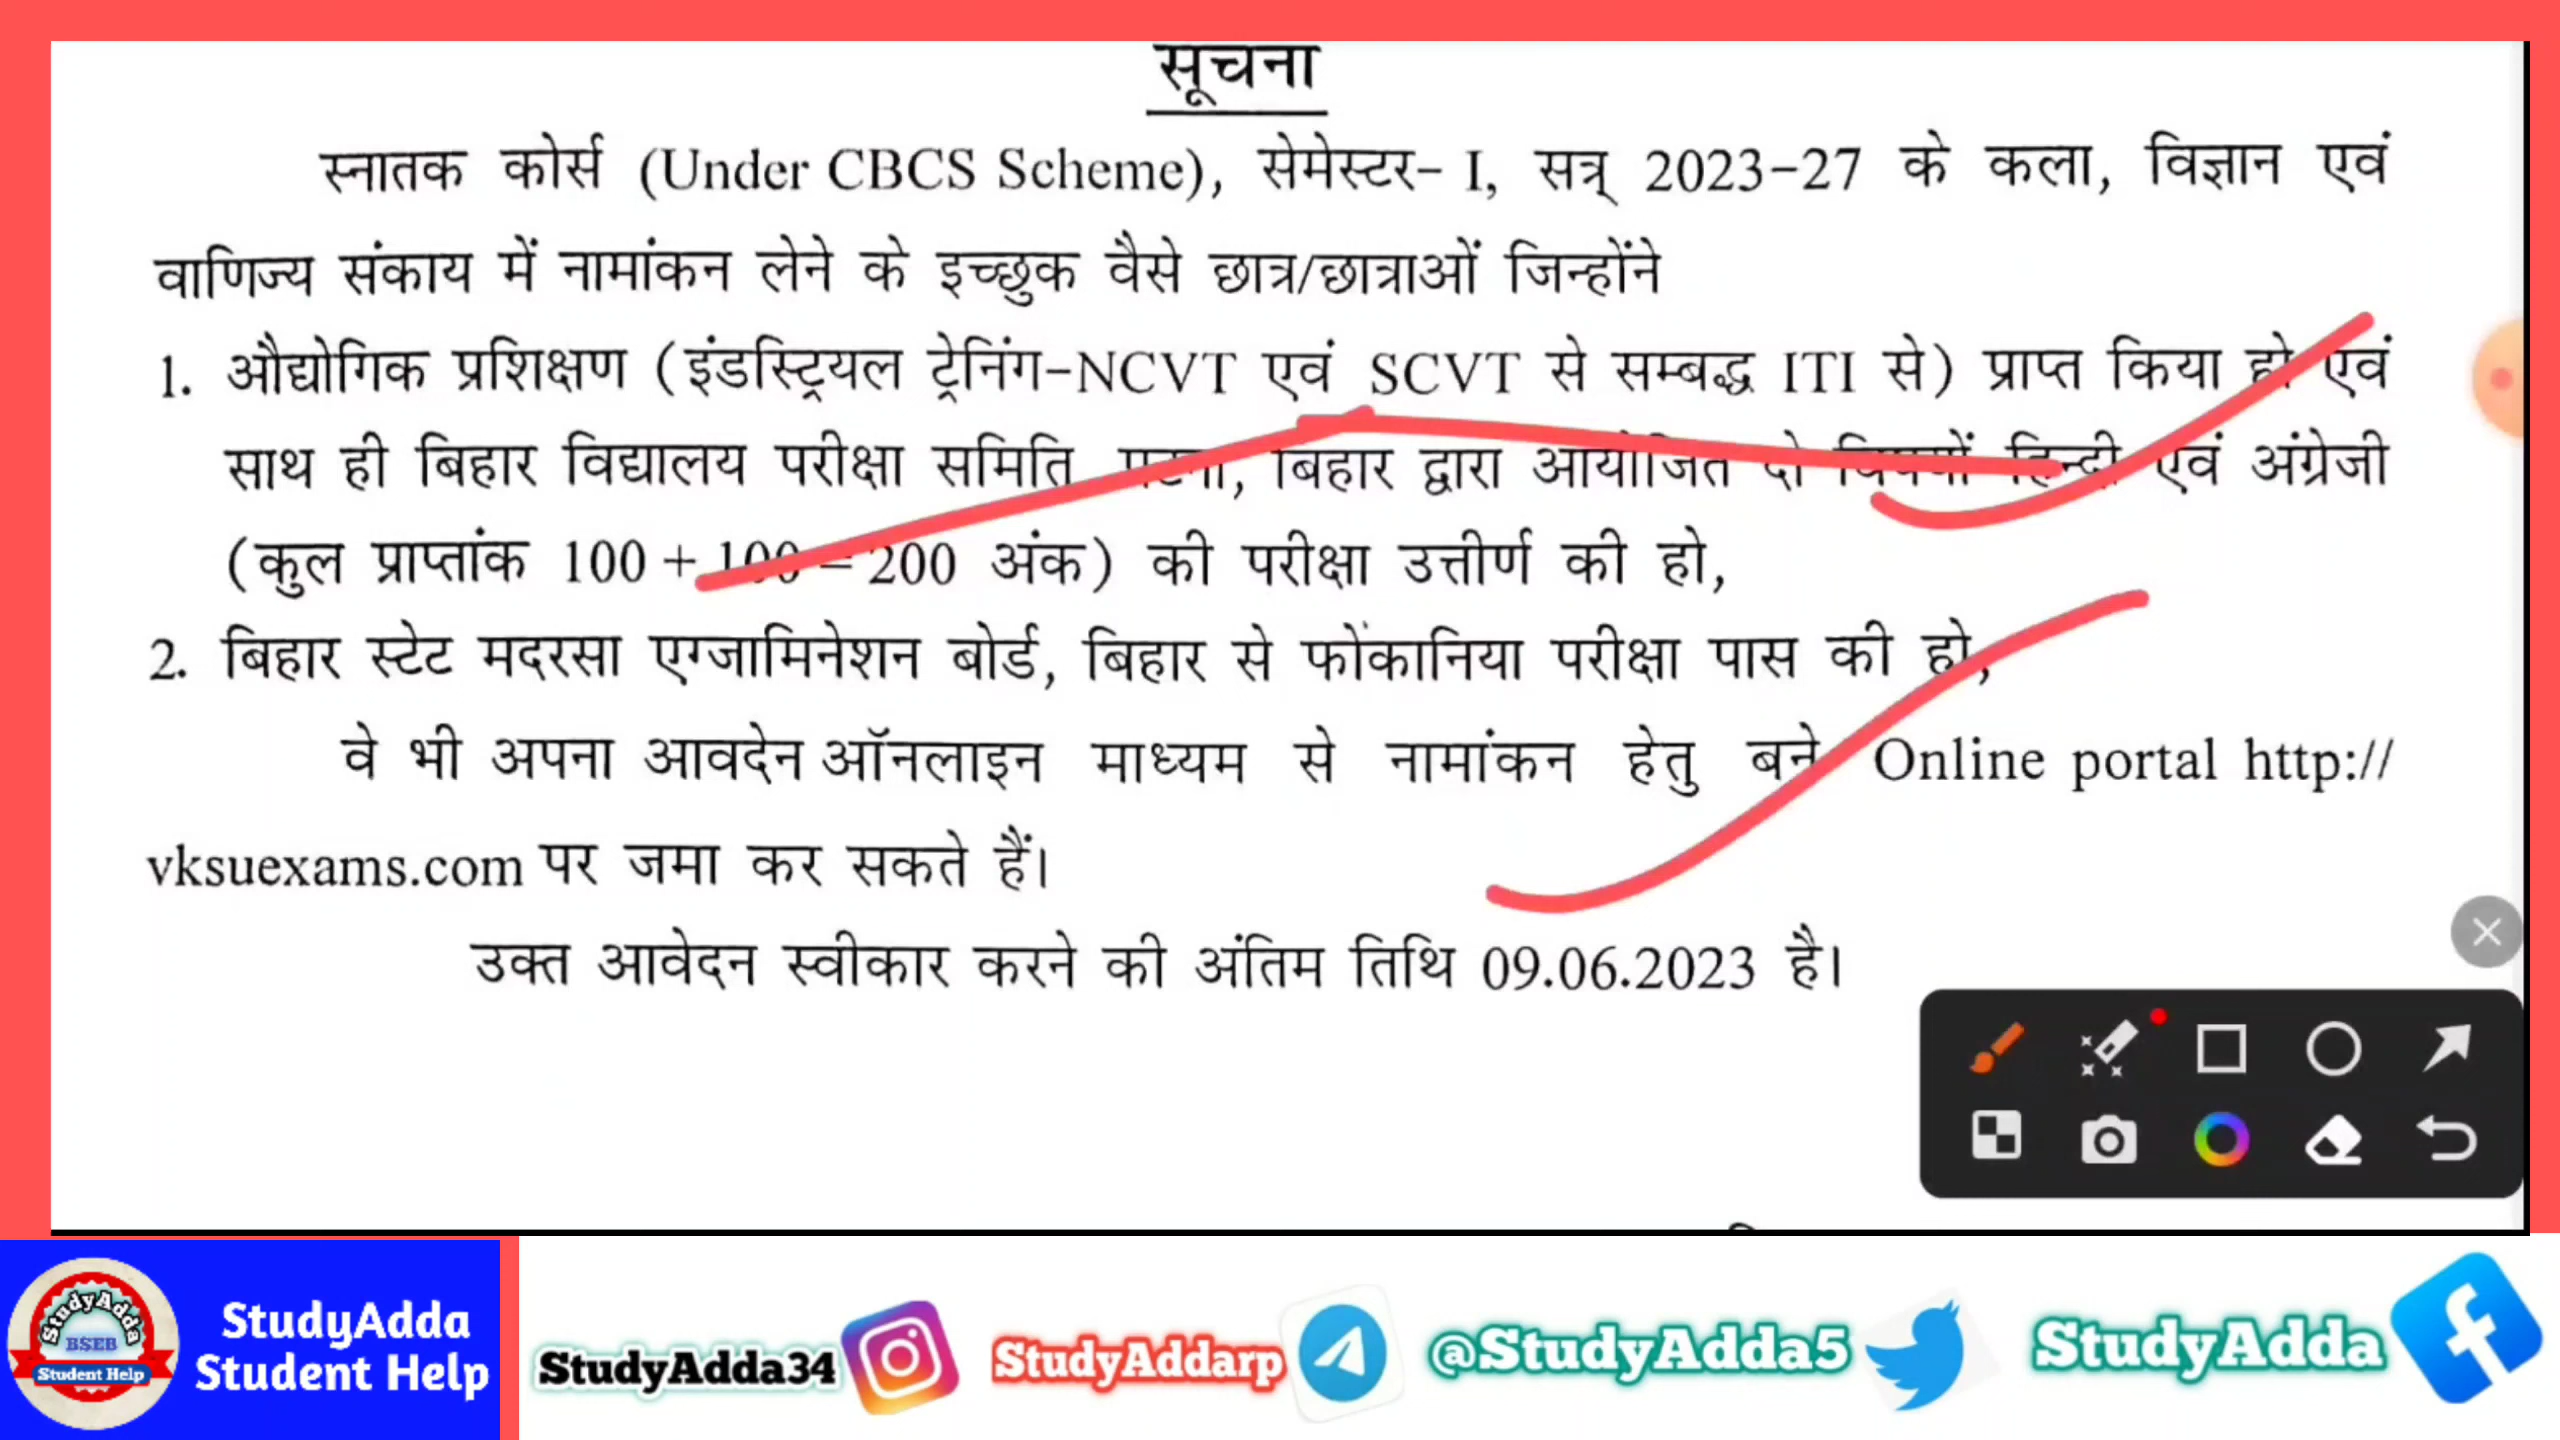 सूचना
स्नातक कोर्स (Under CBCS Scheme), सेमेस्टर- I, सत्र् 2023-27 के कला, विज्ञान एवं
वाणिज्य संकाय में नामांकन लेने के इच्छुक वैसे छात्र/छात्राओं जिन्होंने
1. औद्योगिक प्रशिक्षण (इंडस्ट्रियल ट्रेनिंग-NCVT एवं SCVT से सम्बद्ध ITI से) प्राप्त किया हो एवं
साथ ही बिहार विद्यालय परीक्षा समिति पटना, बिहार द्वारा आयोजित दो विषयों हिन्दी एवं अंग्रेजी
(कुल प्राप्तांक 100 + 100 = 200 अंक) की परीक्षा उत्तीर्ण की हो,
2. बिहार स्टेट मदरसा एग्जामिनेशन बोर्ड, बिहार से फोंकानिया परीक्षा पास की हो,
वे भी अपना आवदेन ऑनलाइन माध्यम से नामांकन हेतु बने Online portal http://
vksuexams.com पर जमा कर सकते हैं।
उक्त आवेदन स्वीकार करने की अंतिम तिथि 09.06.2023 है।
StudyAdda
BSEB
Student Help
StudyAdda
Student Help
StudyAdda34
StudyAddarp
@StudyAdda5
StudyAdda